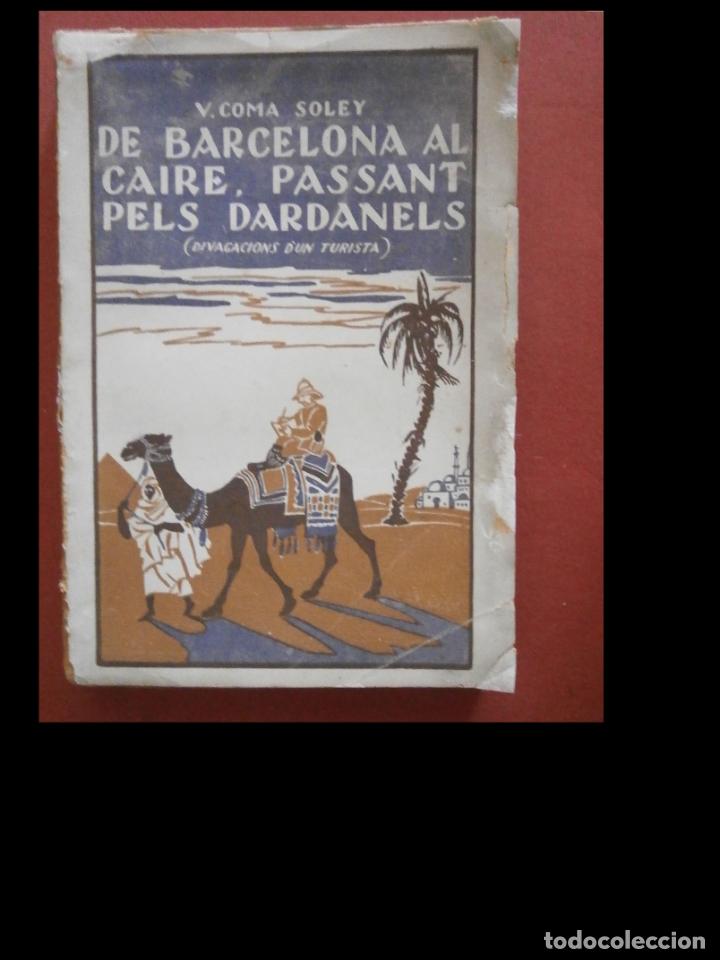 V. COMA SOLEY
DE BARCELONA AL
CAIRE, PASSANT
PELS DARDANELS
(DIVAGACIONS D'UN TURISTA)
todocoleccion